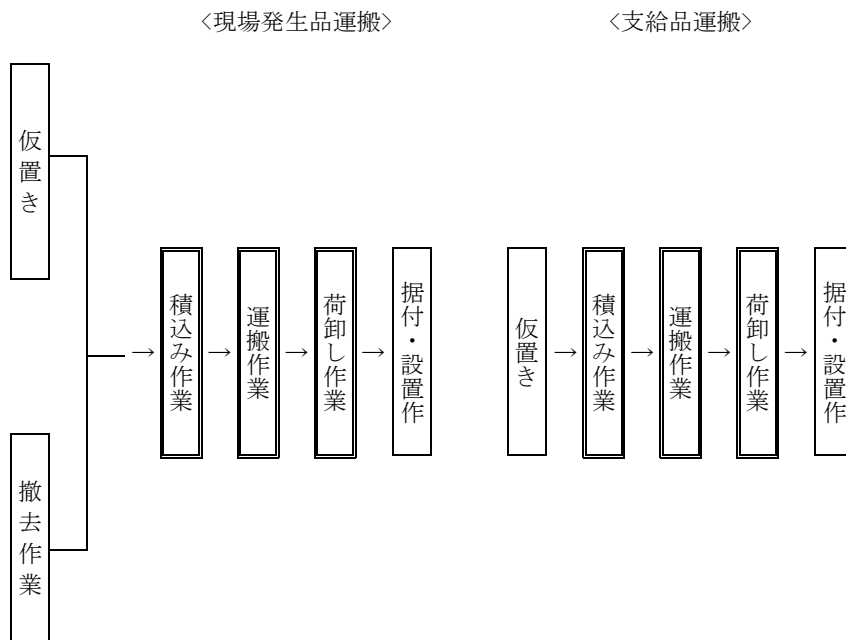 <現場発生品運搬>
仮置き
撤去作業
→
積込み作業
→
運搬作業
→
荷卸し作業
→
据付・設置作
<支給品運搬>
仮置き
→
積込み作業
→
運搬作業
→
荷卸し作業
→
据付・設置作